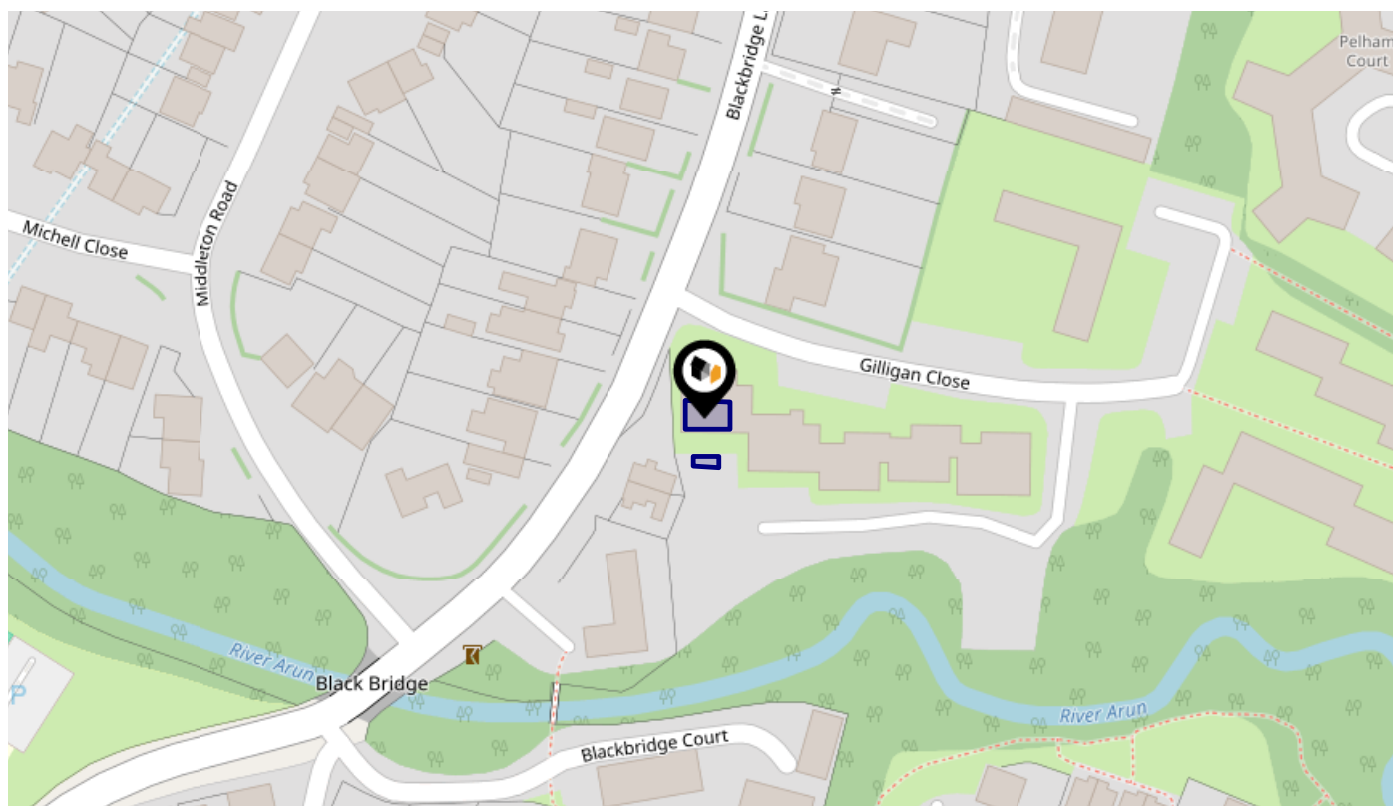 Blackbridge L
Pelham
Court
Middleton Road
Michell Close
Gilligan Close
River Arun
Black Bridge
River Arun
Blackbridge Court